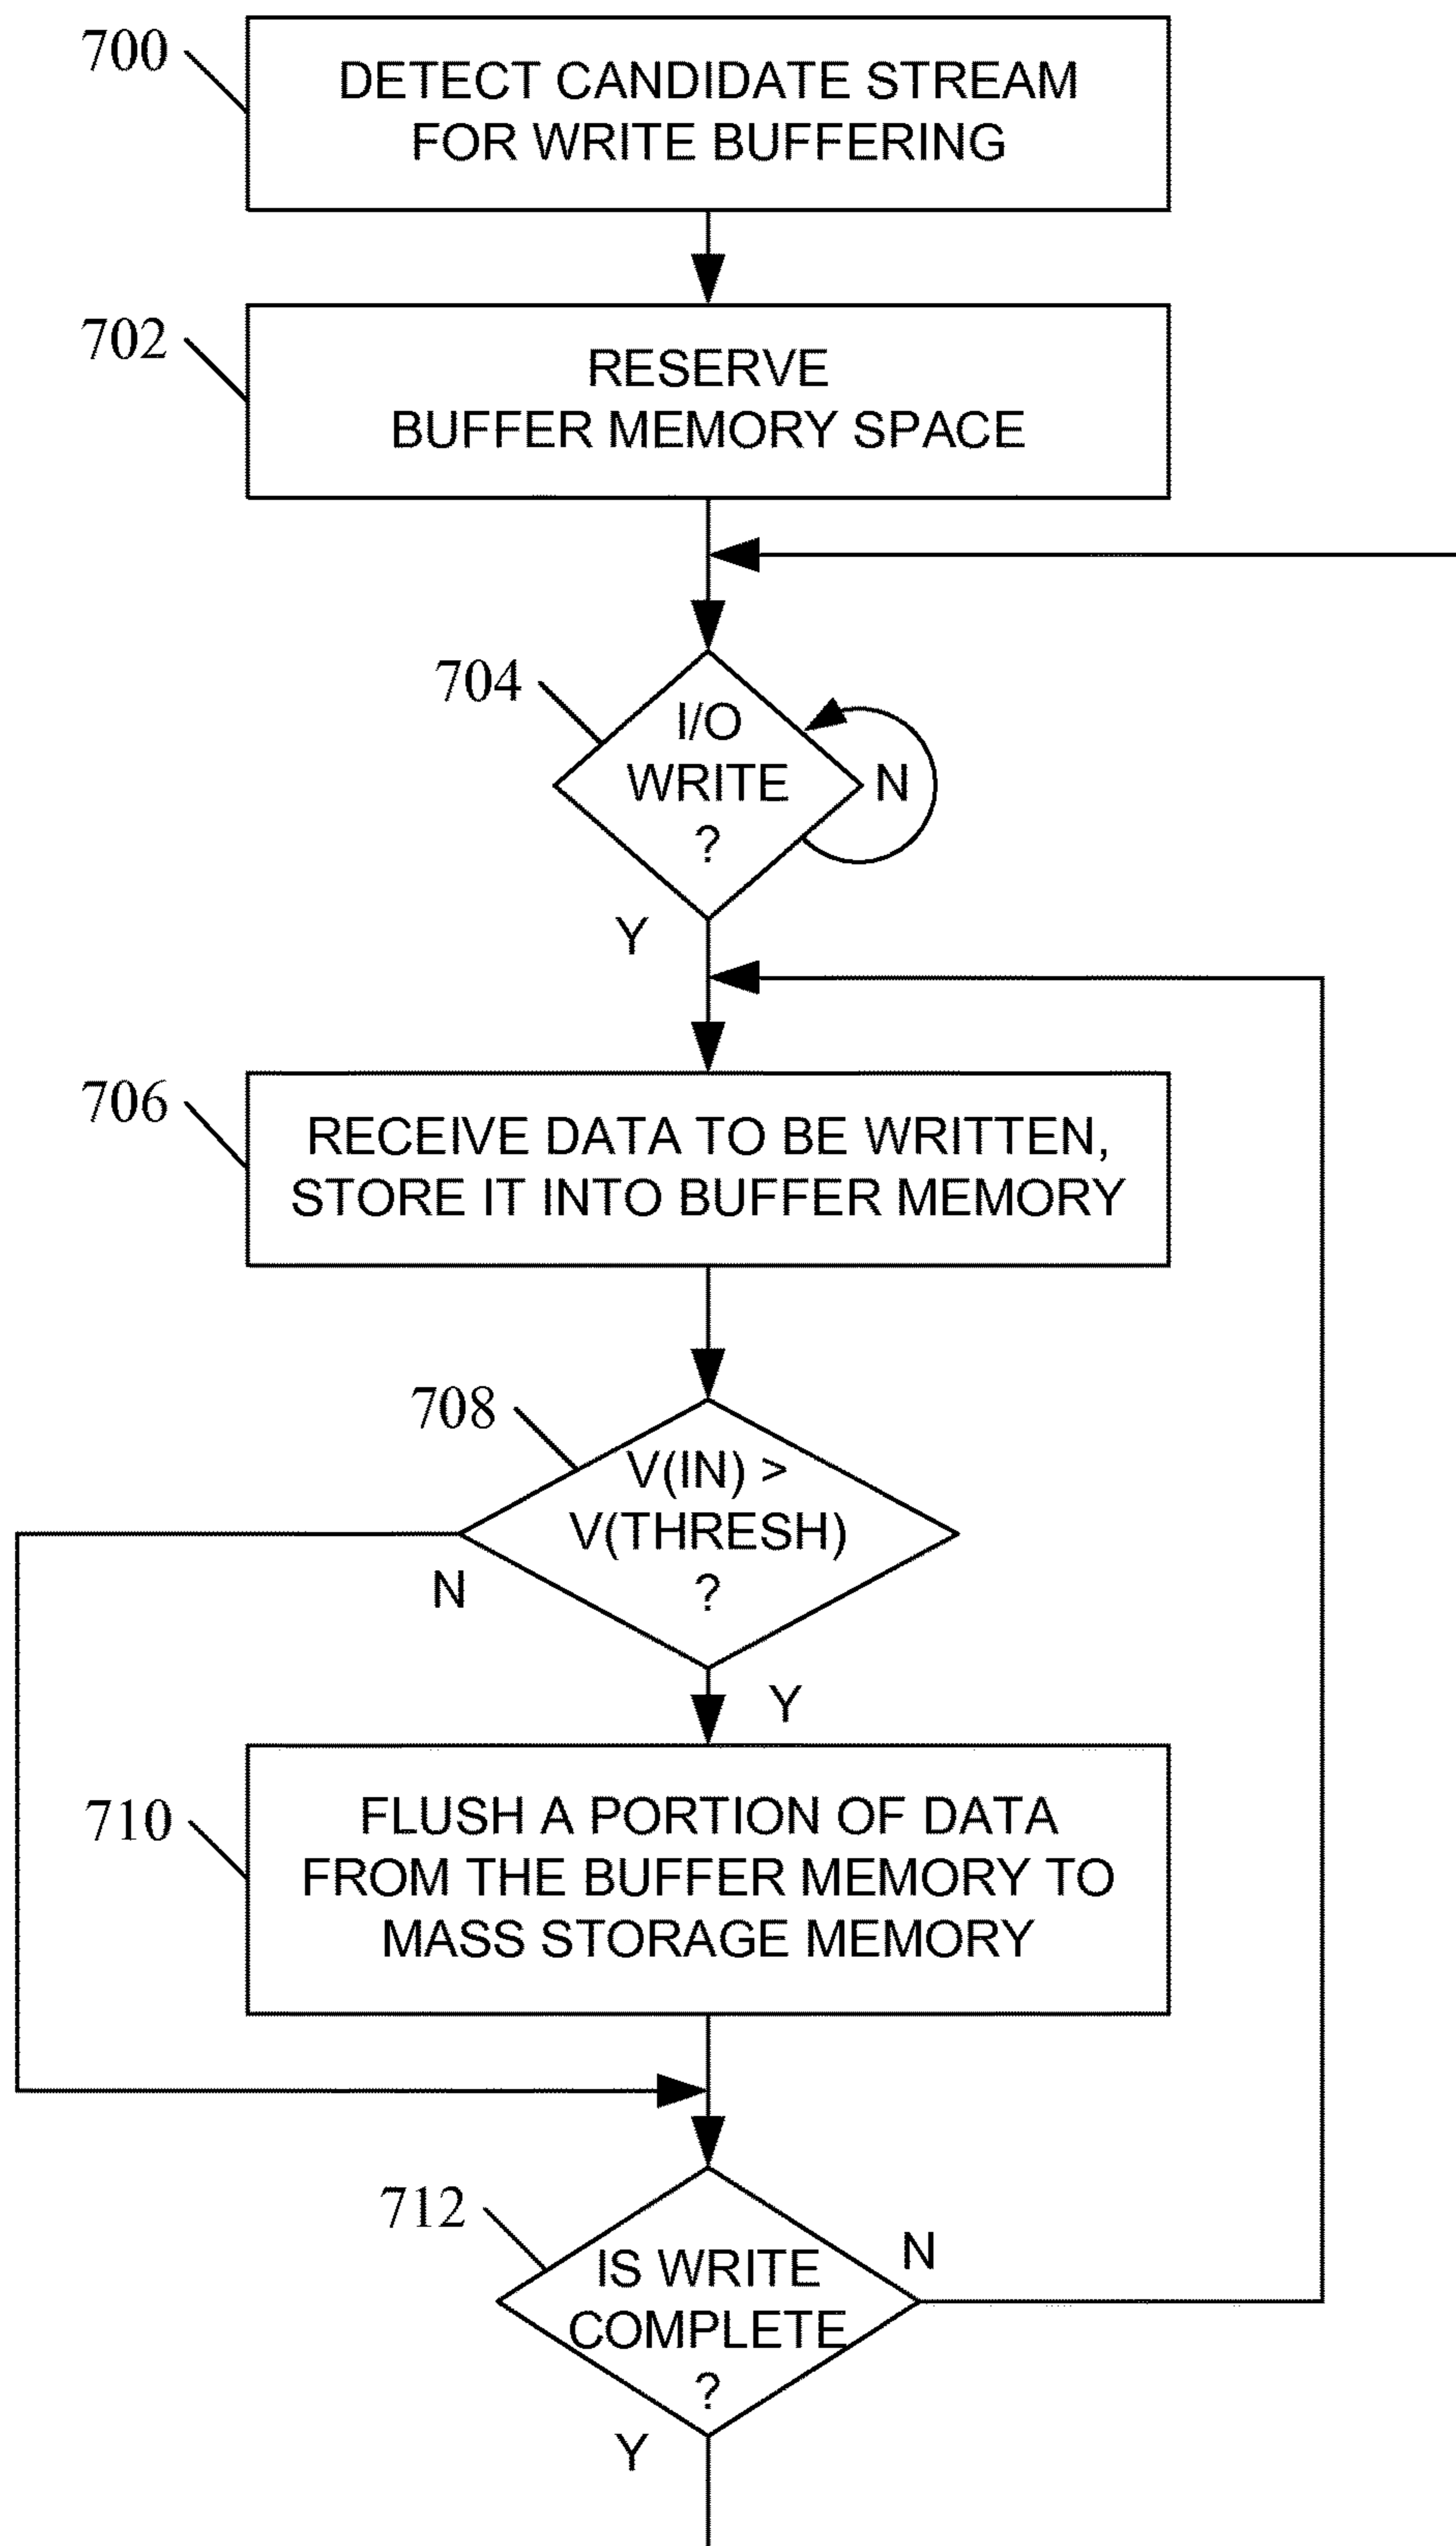 700
DETECT CANDIDATE STREAM
FOR WRITE BUFFERING
702
RESERVE
BUFFER MEMORY SPACE
704
I/O
WRITE
?
N
Y
706
RECEIVE DATA TO BE WRITTEN,
STORE IT INTO BUFFER MEMORY
708
V(IN) >
V(THRESH)
?
N
Y
710
FLUSH A PORTION OF DATA
FROM THE BUFFER MEMORY TO
MASS STORAGE MEMORY
712
IS WRITE
COMPLETE
?
N
Y